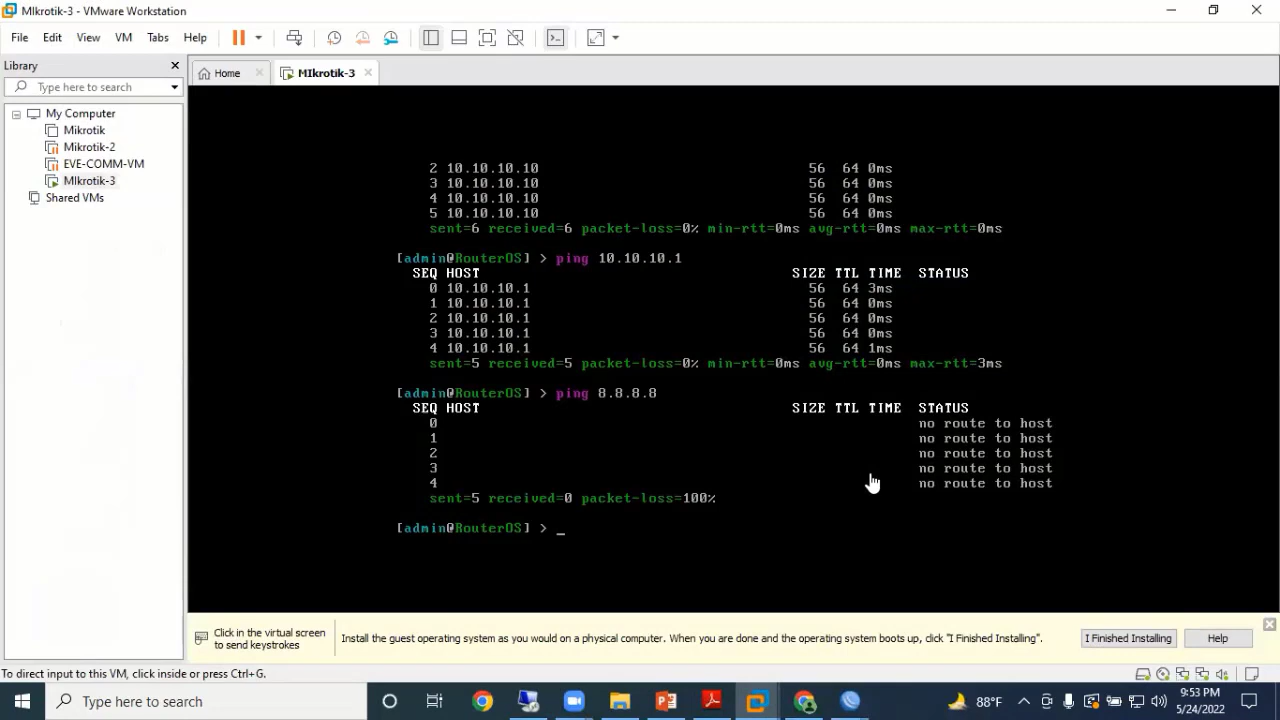 MIkrotik-3 - VMware Workstation
File Edit View VM Tabs Help
Library
Type here to search
My Computer
Mikrotik
Mikrotik-2
EVE-COMM-VM
MIkrotik-3
Shared VMs
Home MIkrotik-3
2 10.10.10.10 56 64 0ms
3 10.10.10.10 56 64 0ms
4 10.10.10.10 56 64 0ms
5 10.10.10.10 56 64 0ms
sent=6 received=6 packet-loss=0% min-rtt=0ms avg-rtt=0ms max-rtt=0ms
[admin@RouterOS] > ping 10.10.10.1
SEQ HOST SIZE TTL TIME STATUS
0 10.10.10.1 56 64 3ms
1 10.10.10.1 56 64 0ms
2 10.10.10.1 56 64 0ms
3 10.10.10.1 56 64 0ms
4 10.10.10.1 56 64 1ms
sent=5 received=5 packet-loss=0% min-rtt=0ms avg-rtt=0ms max-rtt=3ms
[admin@RouterOS] > ping 8.8.8.8
SEQ HOST SIZE TTL TIME STATUS
0 no route to host
1 no route to host
2 no route to host
3 no route to host
4 no route to host
sent=5 received=0 packet-loss=100%
[admin@RouterOS] > _
Click in the virtual screen
to send keystrokes
Install the guest operating system as you would on a physical computer. When you are done and the operating system boots up, click "I Finished Installing".
I Finished Installing
Help
To direct input to this VM, click inside or press Ctrl+G.
Type here to search
88°F
9:53 PM
5/24/2022